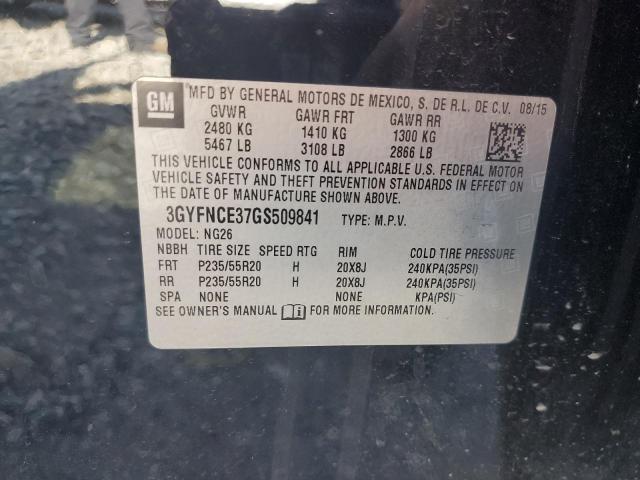 GM MFD BY GENERAL MOTORS DE MEXICO, S. DE R.L. DE C.V. 08/15
GVWR GAWR FRT GAWR RR
2480 KG 1410 KG 1300 KG
5467 LB 3108 LB 2866 LB
THIS VEHICLE CONFORMS TO ALL APPLICABLE U.S. FEDERAL MOTOR
VEHICLE SAFETY AND THEFT PREVENTION STANDARDS IN EFFECT ON
THE DATE OF MANUFACTURE SHOWN ABOVE.
3GYFNCE37GS509841 TYPE: M.P.V.
MODEL: NG26
NBBH TIRE SIZE SPEED RTG RIM COLD TIRE PRESSURE
FRT P235/55R20 H 20X8J 240KPA(35PSI)
RR P235/55R20 H 20X8J 240KPA(35PSI)
SPA NONE NONE KPA(PSI)
SEE OWNER'S MANUAL FOR MORE INFORMATION.